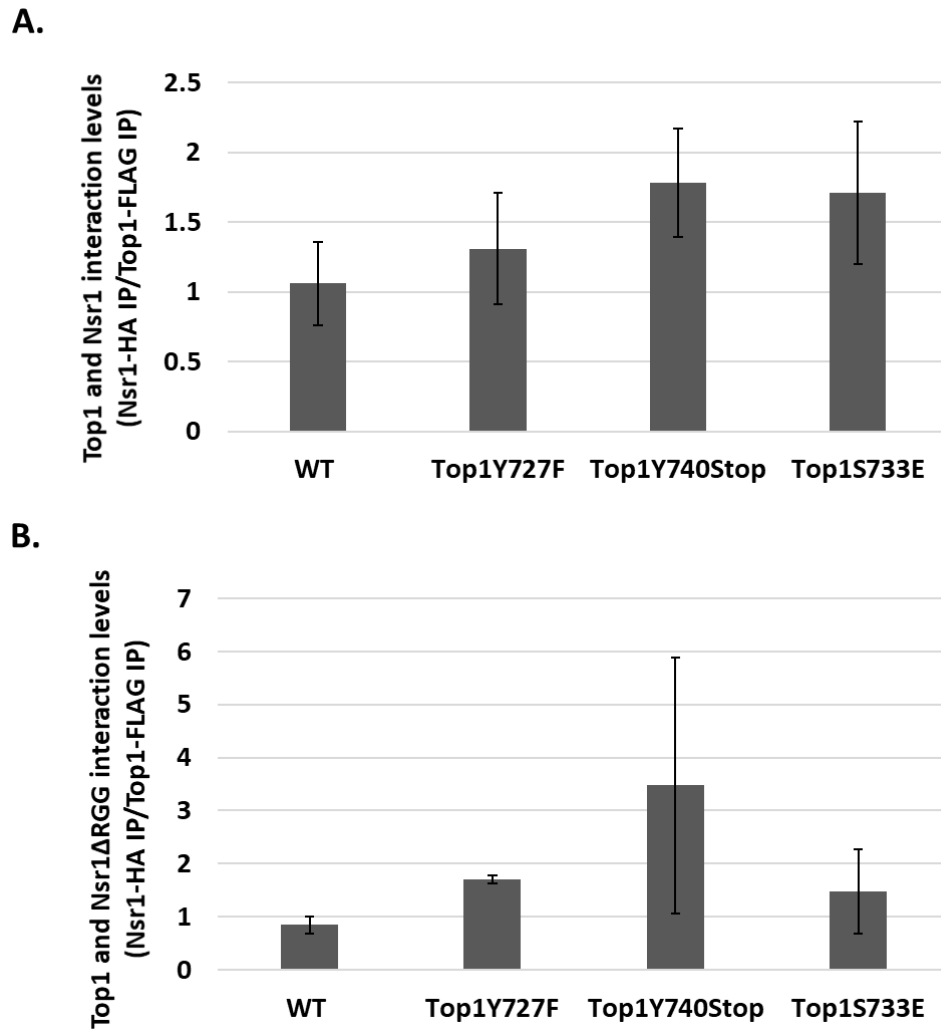 A.
Top1 and Nsr1 interaction levels
(Nsr1-HA IP/Top1-FLAG IP)
2.5
2
1.5
1
0.5
0
WT Top1Y727F Top1Y740Stop Top1S733E
B.
Top1 and Nsr1ΔRGG interaction levels
(Nsr1-HA IP/Top1-FLAG IP)
7
6
5
4
3
2
1
0
WT Top1Y727F Top1Y740Stop Top1S733E